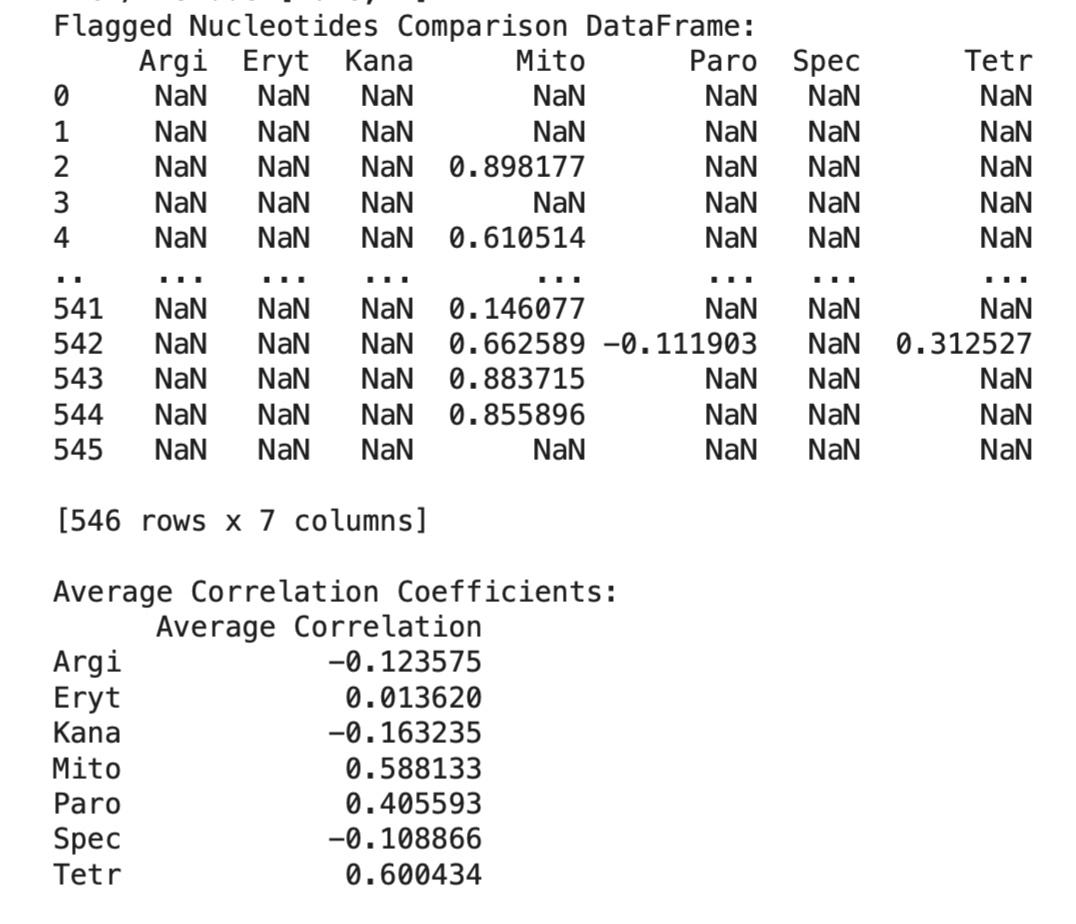 Flagged Nucleotides Comparison DataFrame:
     Argi  Eryt  Kana      Mito      Paro  Spec      Tetr
0     NaN   NaN   NaN       NaN       NaN   NaN       NaN
1     NaN   NaN   NaN       NaN       NaN   NaN       NaN
2     NaN   NaN   NaN  0.898177       NaN   NaN       NaN
3     NaN   NaN   NaN       NaN       NaN   NaN       NaN
4     NaN   NaN   NaN  0.610514       NaN   NaN       NaN
..    ...   ...   ...       ...       ...   ...       ...
541   NaN   NaN   NaN  0.146077       NaN   NaN       NaN
542   NaN   NaN   NaN  0.662589 -0.111903   NaN  0.312527
543   NaN   NaN   NaN  0.883715       NaN   NaN       NaN
544   NaN   NaN   NaN  0.855896       NaN   NaN       NaN
545   NaN   NaN   NaN       NaN       NaN   NaN       NaN
[546 rows x 7 columns]
Average Correlation Coefficients:
      Average Correlation
Argi            -0.123575
Eryt             0.013620
Kana            -0.163235
Mito             0.588133
Paro             0.405593
Spec            -0.108866
Tetr             0.600434